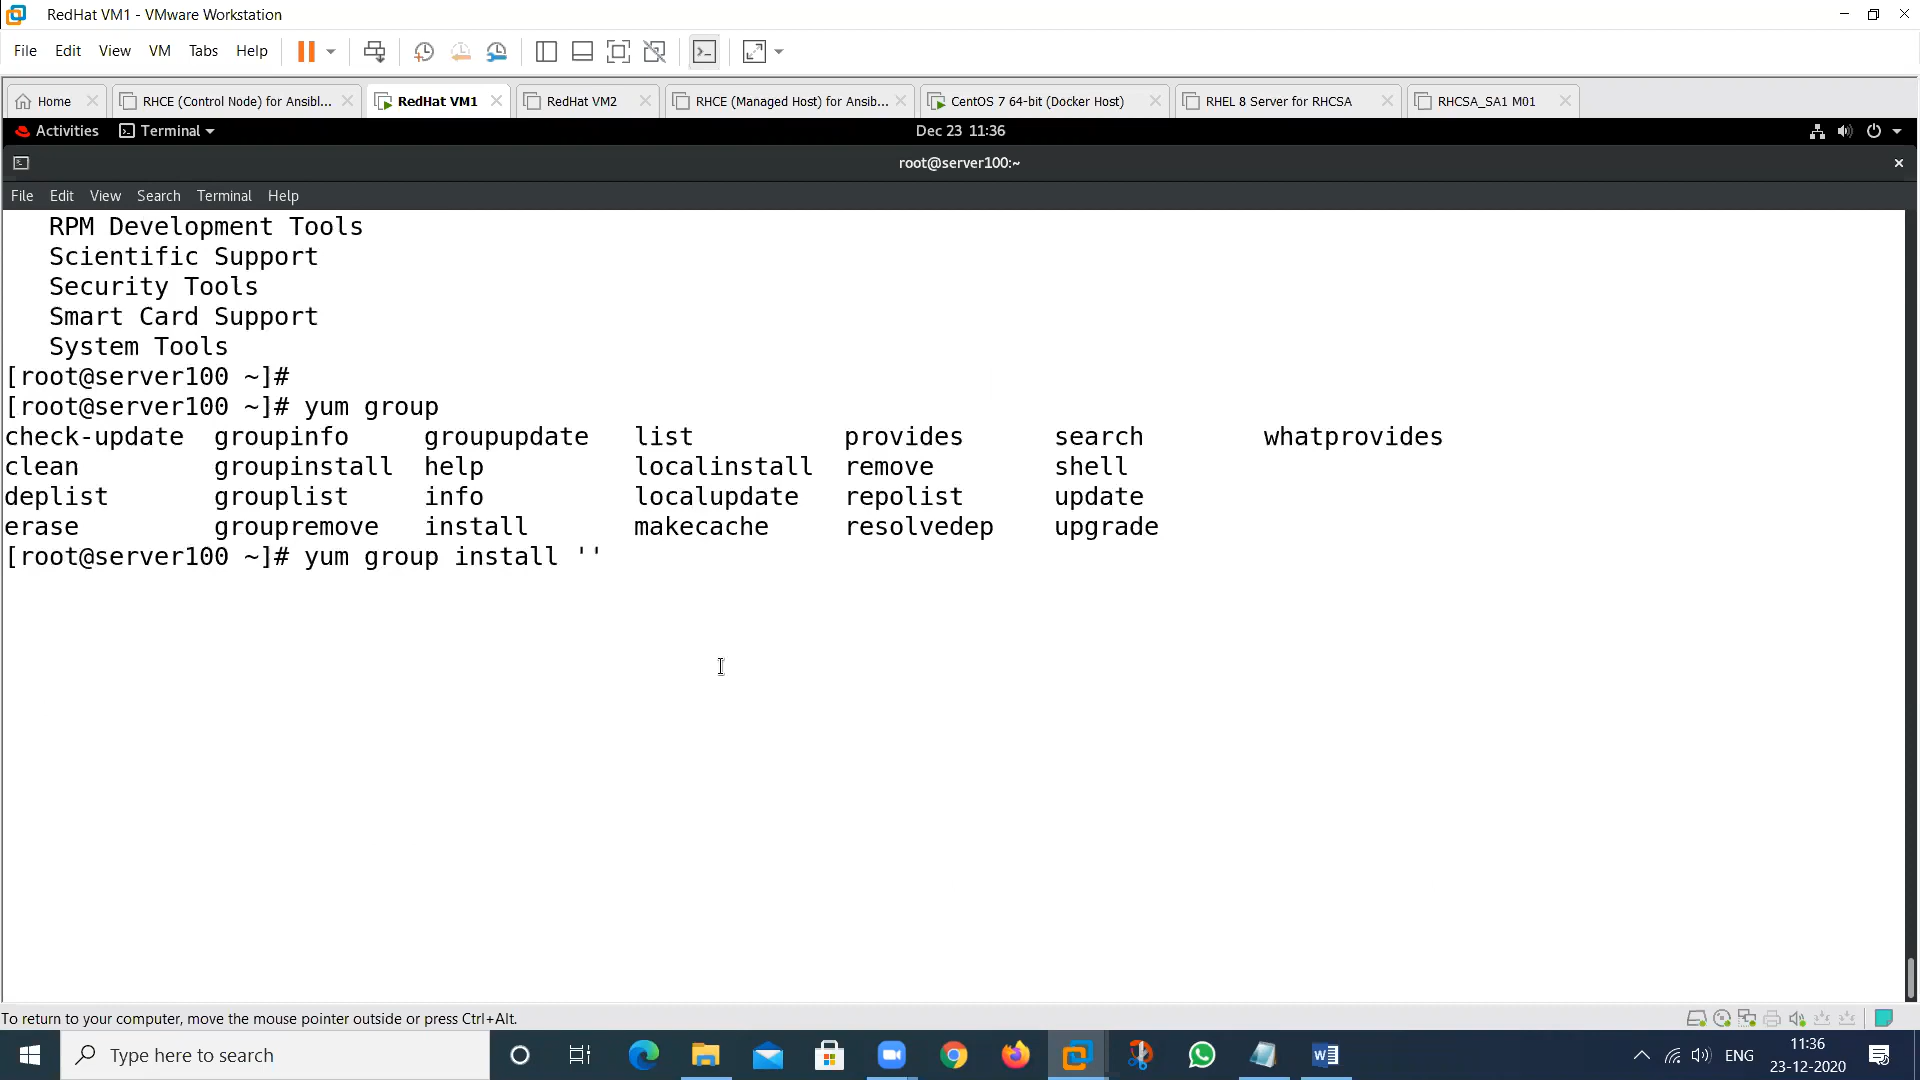 RedHat VM1 - VMware Workstation
File Edit View VM Tabs Help
Home RHCE (Control Node) for Ansibl... RedHat VM1 RedHat VM2 RHCE (Managed Host) for Ansib... CentOS 7 64-bit (Docker Host) RHEL 8 Server for RHCSA RHCSA_SA1 M01
Activities Terminal Dec 23 11:36
root@server100:~
File Edit View Search Terminal Help
RPM Development Tools
Scientific Support
Security Tools
Smart Card Support
System Tools
[root@server100 ~]#
[root@server100 ~]# yum group
check-update groupinfo groupupdate list provides search whatprovides
clean groupinstall help localinstall remove shell
deplist grouplist info localupdate repolist update
erase groupremove install makecache resolvedep upgrade
[root@server100 ~]# yum group install ''
To return to your computer, move the mouse pointer outside or press Ctrl+Alt.
Type here to search ENG 11:36
23-12-2020